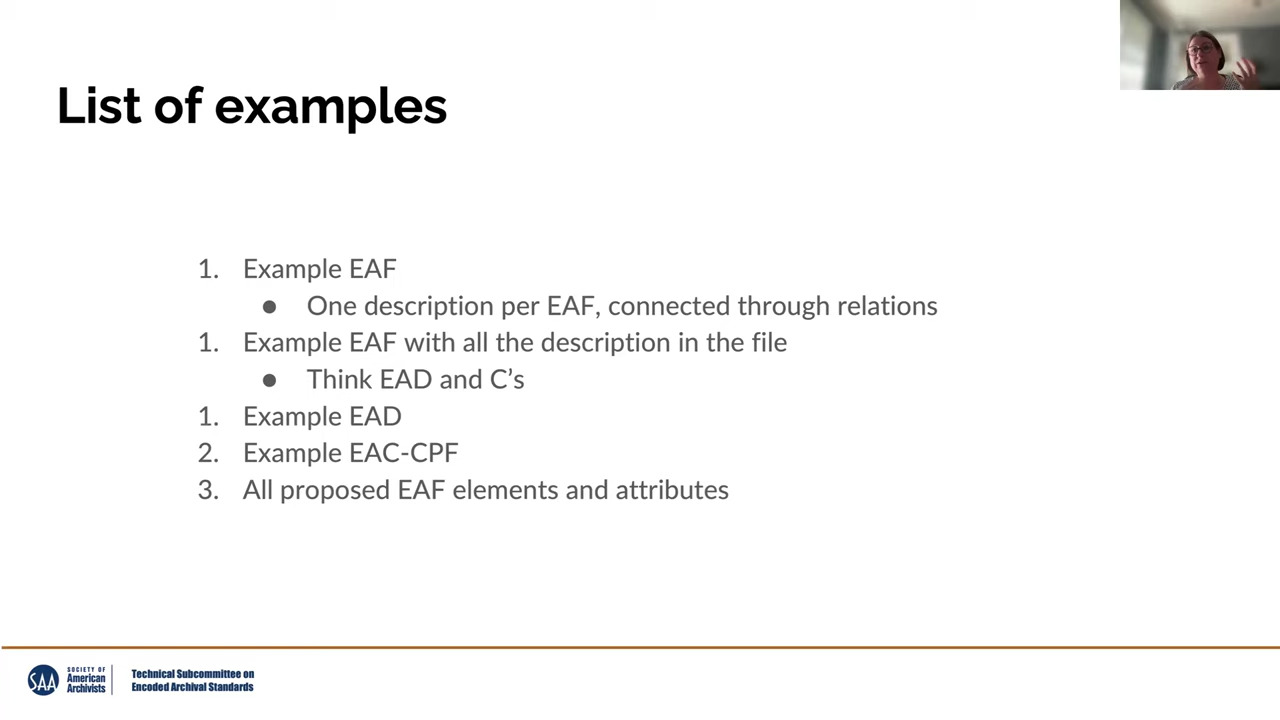 List of examples
1. Example EAF
● One description per EAF, connected through relations
1. Example EAF with all the description in the file
● Think EAD and C’s
1. Example EAD
2. Example EAC-CPF
3. All proposed EAF elements and attributes
SAA
SOCIETY OF
American
Archivists
Technical Subcommittee on
Encoded Archival Standards